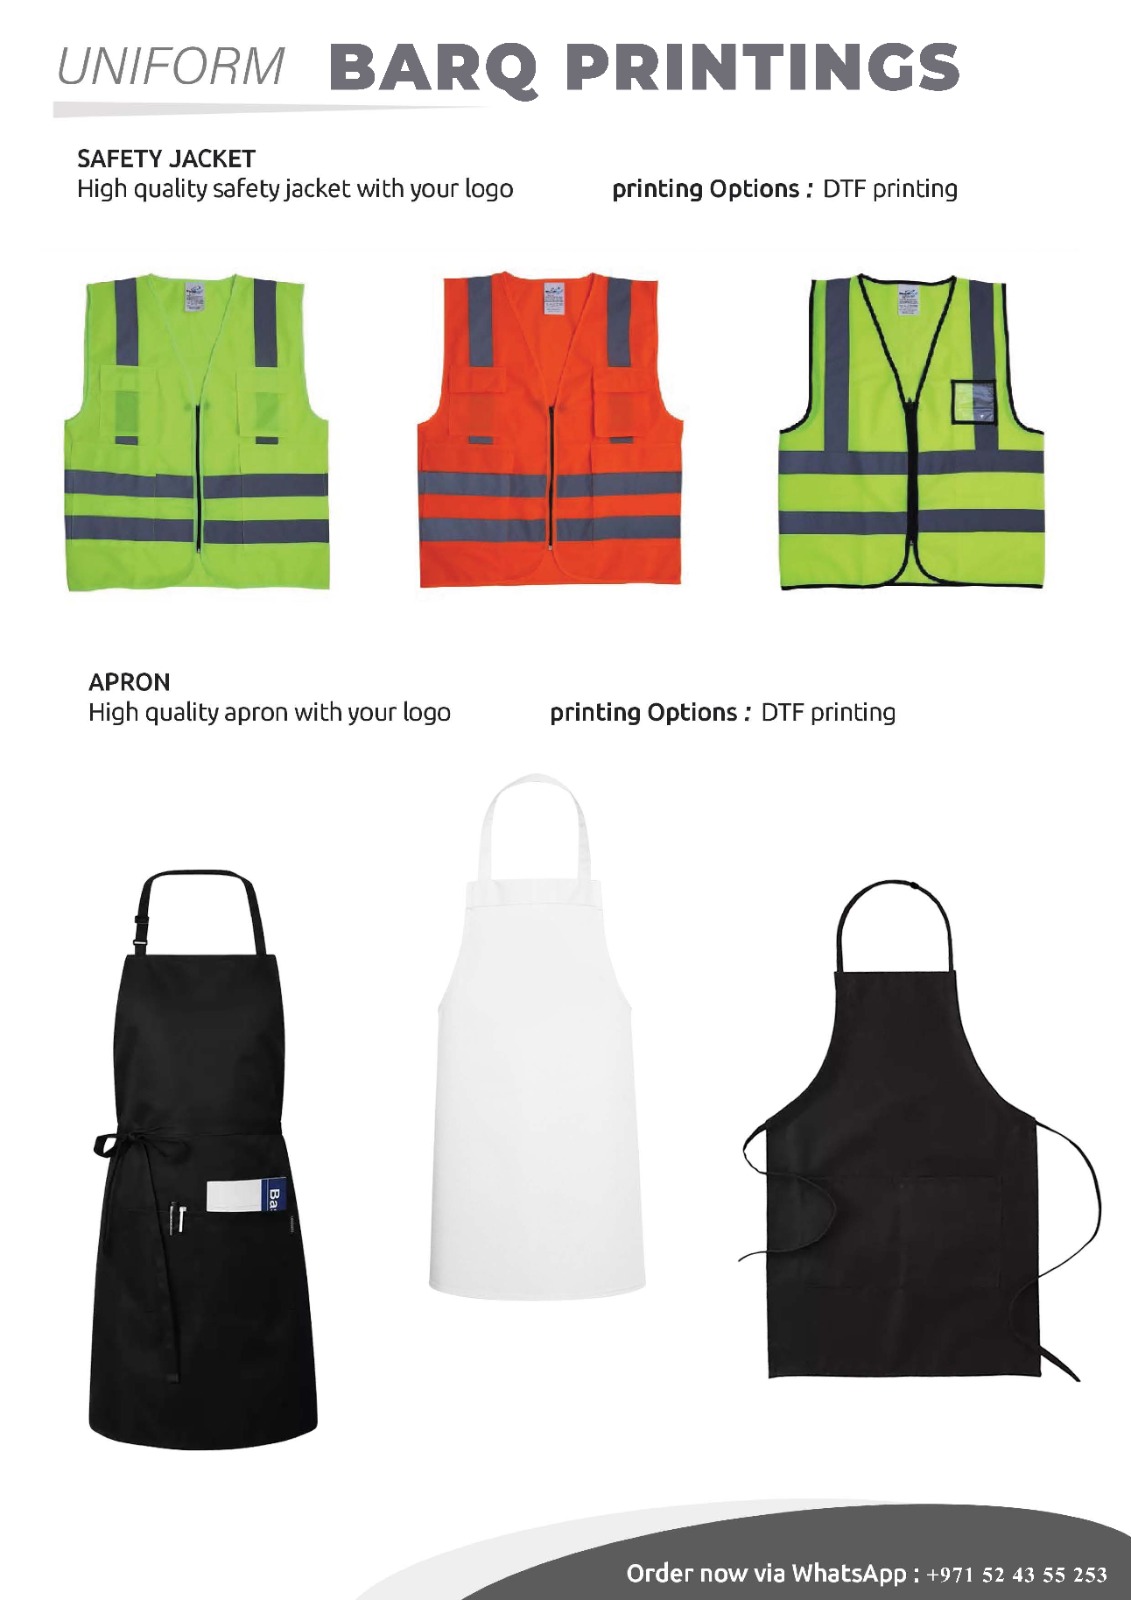 UNIFORM BARQ PRINTINGS
SAFETY JACKET
High quality safety jacket with your logo printing Options : DTF printing
APRON
High quality apron with your logo printing Options : DTF printing
Ba
Order now via WhatsApp : +971 52 43 55 253